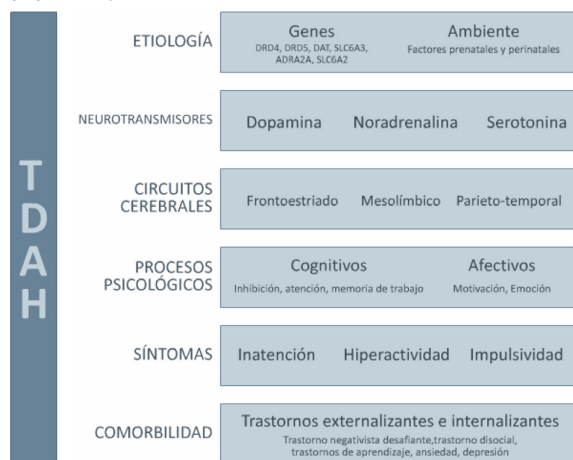 TDAH
ETIOLOGÍA
Genes
DRD4, DRD5, DAT, SLC6A3,
ADRA2A, SLC6A2
Ambiente
Factores prenatales y perinatales
NEUROTRANSMISORES
Dopamina Noradrenalina Serotonina
CIRCUITOS
CEREBRALES
Frontoestriado Mesolímbico Parieto-temporal
PROCESOS
PSICOLÓGICOS
Cognitivos
Inhibición, atención, memoria de trabajo
Afectivos
Motivación, Emoción
SÍNTOMAS
Inatención Hiperactividad Impulsividad
COMORBILIDAD
Trastornos externalizantes e internalizantes
Trastorno negativista desafiante,trastorno disocial,
trastornos de aprendizaje, ansiedad, depresión